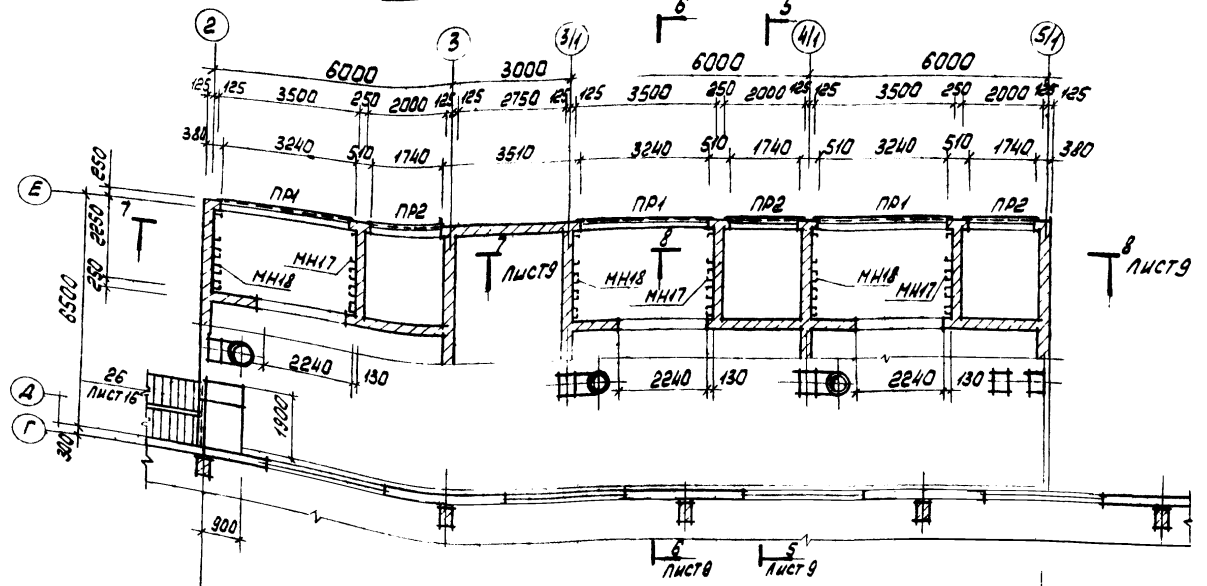 6 5
2 3 3/1 4/1 5/1
6000 3000 6000 6000
125 125 3500 250 2000 125 125 2750 125 125 3500 250 2000 125 125 3500 250 2000 125 125
380 3240 510 1740 3510 3240 510 1740 510 3240 510 1740 380
Е 250 ПР1 ПР2 ПР1 ПР2 ПР1 ПР2
7 7 8 8
2250 ЛИСТ9 ЛИСТ9
МН18 МН17 МН18 МН17 МН18 МН17
250
6500
2240 130 2240 130 2240 130
26
ЛИСТ16
Д
Г
300 1900
900
6 5
ЛИСТ8 ЛИСТ9